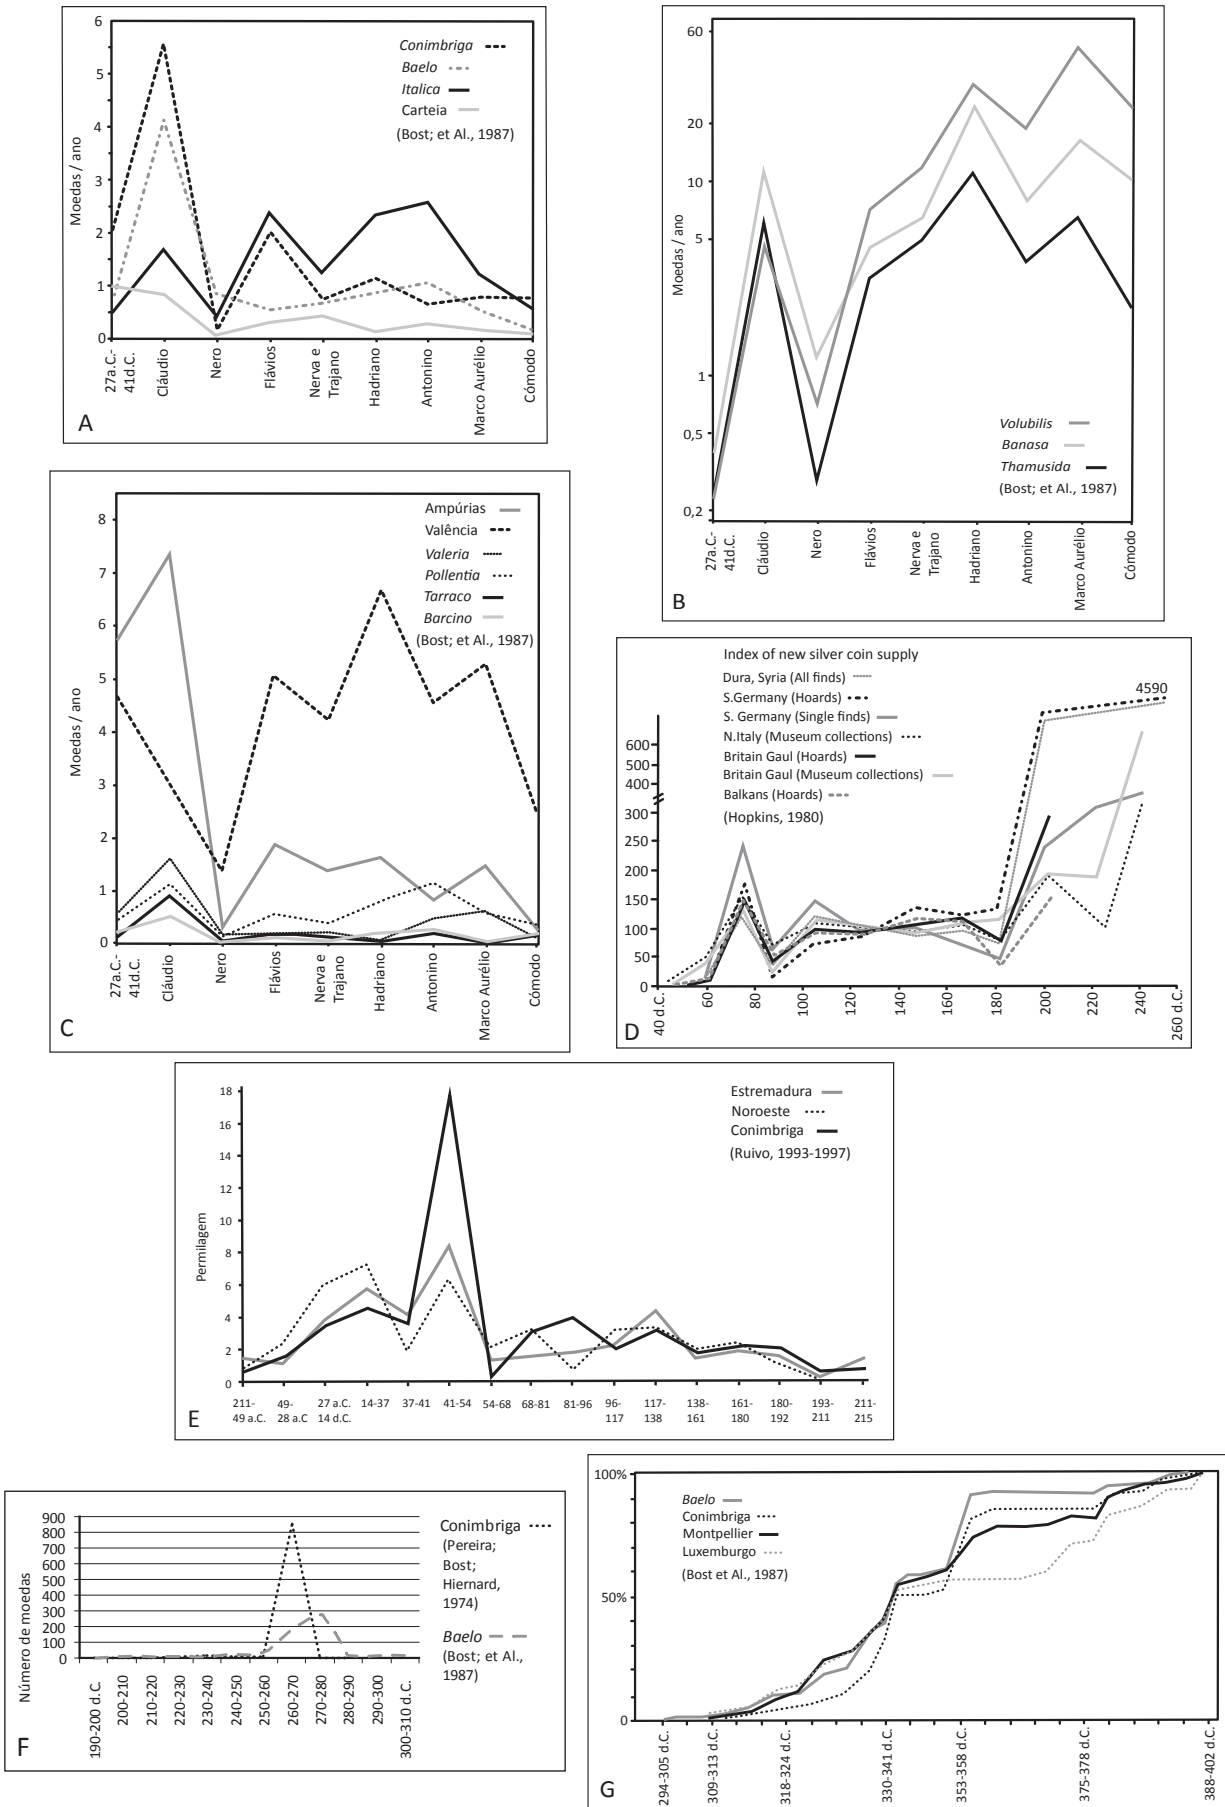 6
5
4
3
2
1
0
Moedas / ano
Conimbriga
Baelo
Italica
Carteia
(Bost; et Al., 1987)
27a.C.-
41d.C.
Cláudio
Nero
Flávios
Nerva e
Trajano
Hadriano
Antonino
Marco Aurélio
Cómodo
A
60
20
10
5
1
0,5
0,2
Moedas / ano
Volubilis
Banasa
Thamusida
(Bost; et Al., 1987)
27a.C.-
41d.C.
Cláudio
Nero
Flávios
Nerva e
Trajano
Hadriano
Antonino
Marco Aurélio
Cómodo
B
8
7
6
5
4
3
2
1
0
Moedas / ano
Ampúrias
Valência
Valeria
Pollentia
Tarraco
Barcino
(Bost; et Al., 1987)
27a.C.-
41d.C.
Cláudio
Nero
Flávios
Nerva e
Trajano
Hadriano
Antonino
Marco Aurélio
Cómodo
C
Index of new silver coin supply
Dura, Syria (All finds)
S.Germany (Hoards)
S. Germany (Single finds)
N.Italy (Museum collections)
Britain Gaul (Hoards)
Britain Gaul (Museum collections)
Balkans (Hoards)
(Hopkins, 1980)
4590
600
500
400
300
250
200
150
100
50
0
40 d.C.
60
80
100
120
140
160
180
200
220
240
260 d.C.
D
18
16
14
12
10
8
6
4
2
0
Permilagem
Estremadura
Noroeste
Conimbriga
(Ruivo, 1993-1997)
211-
49 a.C.
49-
28 a.C
27 a.C.
14 d.C.
14-37
37-41
41-54
54-68
68-81
81-96
96-
117
117-
138
138-
161
161-
180
180-
192
193-
211
211-
215
E
900
800
700
600
500
400
300
200
100
0
Número de moedas
Conimbriga
(Pereira;
Bost;
Hiernard,
1974)
Baelo
(Bost; et Al.,
1987)
190-200 d. C.
200-210
210-220
220-230
230-240
240-250
250-260
260-270
270-280
280-290
290-300
300-310 d.C.
F
100%
50%
0
Baelo
Conimbriga
Montpellier
Luxemburgo
(Bost et Al., 1987)
294-305 d.C.
309-313 d.C.
318-324 d.C.
330-341 d.C.
353-358 d.C.
375-378 d.C.
388-402 d.C.
G